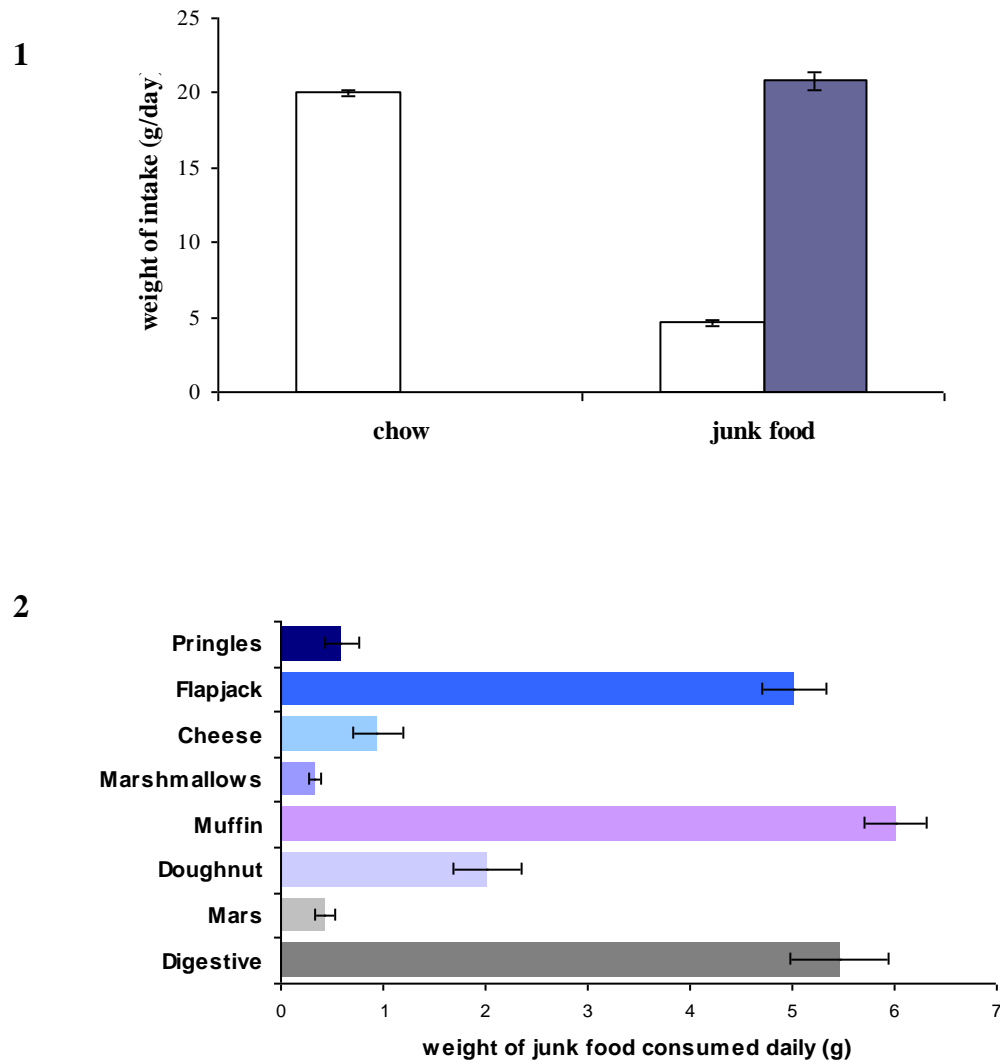 1
weight of intake (g/day)
25
20
15
10
5
0
chow
junk food
2
Pringles
Flapjack
Cheese
Marshmallows
Muffin
Doughnut
Mars
Digestive
0 1 2 3 4 5 6 7
weight of junk food consumed daily (g)